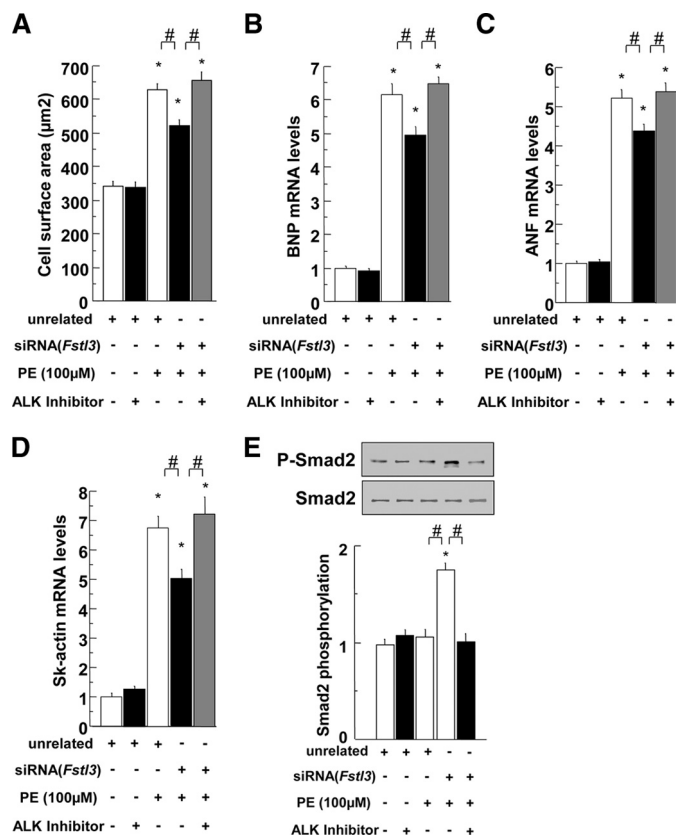 A
# #
* * *
Cell surface area (µm2)
700
600
500
400
300
200
100
0
unrelated + + + - -
siRNA(Fstl3) - - - + +
PE (100µM) - - + + +
ALK Inhibitor - + - - +
B
# #
* * *
BNP mRNA levels
7
6
5
4
3
2
1
0
unrelated + + + - -
siRNA(Fstl3) - - - + +
PE (100µM) - - + + +
ALK Inhibitor - + - - +
C
# #
* * *
ANF mRNA levels
6
5
4
3
2
1
0
unrelated + + + - -
siRNA(Fstl3) - - - + +
PE (100µM) - - + + +
ALK Inhibitor - + - - +
D
# #
* * *
Sk-actin mRNA levels
8
7
6
5
4
3
2
1
0
unrelated + + + - -
siRNA(Fstl3) - - - + +
PE (100µM) - - + + +
ALK Inhibitor - + - - +
E
P-Smad2
Smad2
# #
*
Smad2 phosphorylation
2
1
0
unrelated + + + - -
siRNA(Fstl3) - - - + +
PE (100µM) - - + + +
ALK Inhibitor - + - - +